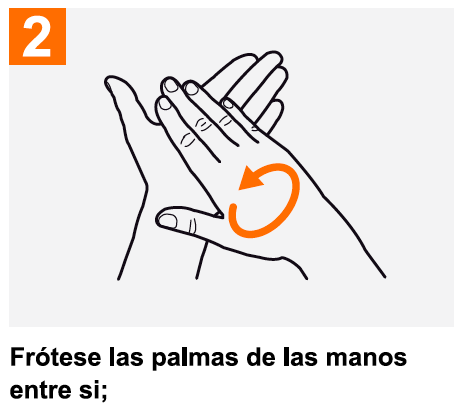 2
Frótese las palmas de las manos
entre si;